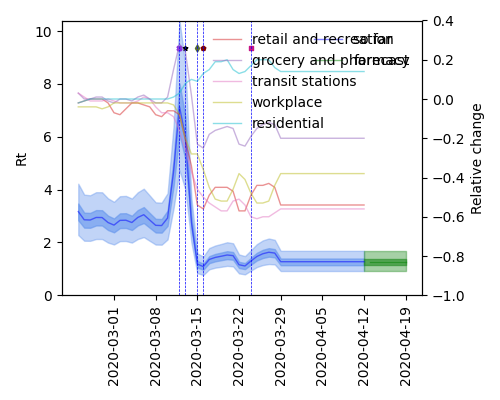 retail and recreation
so far
grocery and pharmacy
forecast
transit stations
workplace
residential
Rt
10
8
6
4
2
0
0.4
0.2
0.0
−0.2
−0.4
−0.6
−0.8
−1.0
Relative change
2020-03-01
2020-03-08
2020-03-15
2020-03-22
2020-03-29
2020-04-05
2020-04-12
2020-04-19